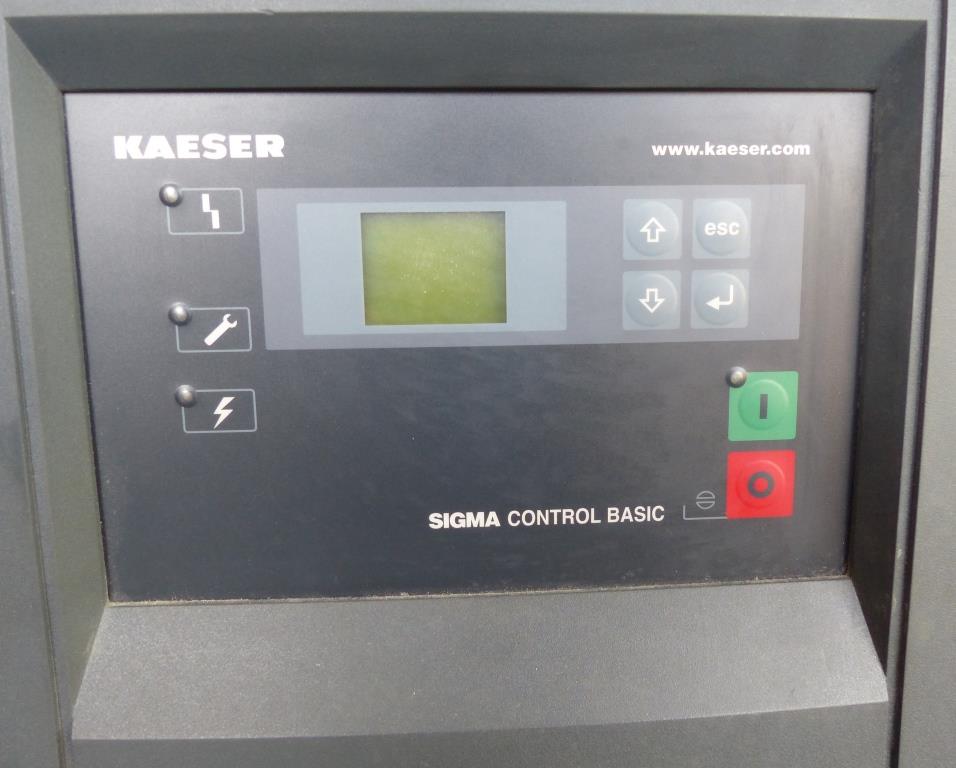 KAESER
www.kaeser.com
esc
I
O
SIGMA CONTROL BASIC